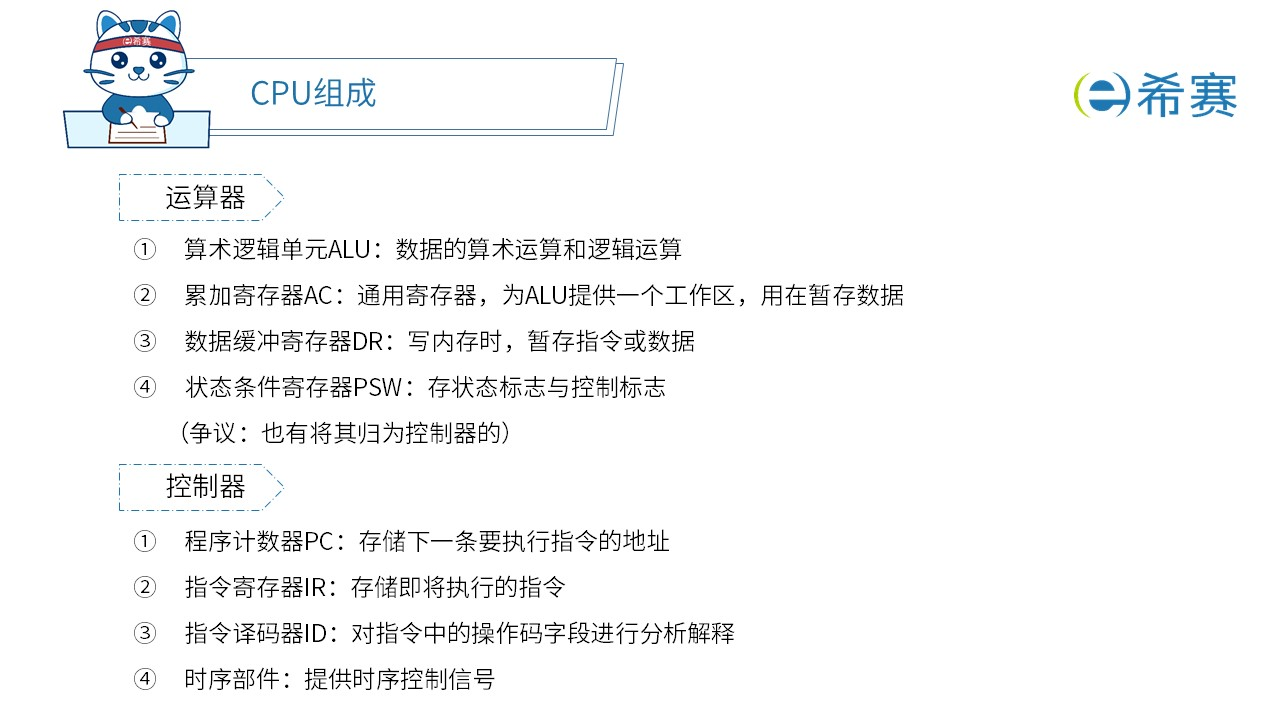 希赛
CPU组成
希赛
运算器
① 算术逻辑单元ALU：数据的算术运算和逻辑运算
② 累加寄存器AC：通用寄存器，为ALU提供一个工作区，用在暂存数据
③ 数据缓冲寄存器DR：写内存时，暂存指令或数据
④ 状态条件寄存器PSW：存状态标志与控制标志
（争议：也有将其归为控制器的）
控制器
① 程序计数器PC：存储下一条要执行指令的地址
② 指令寄存器IR：存储即将执行的指令
③ 指令译码器ID：对指令中的操作码字段进行分析解释
④ 时序部件：提供时序控制信号